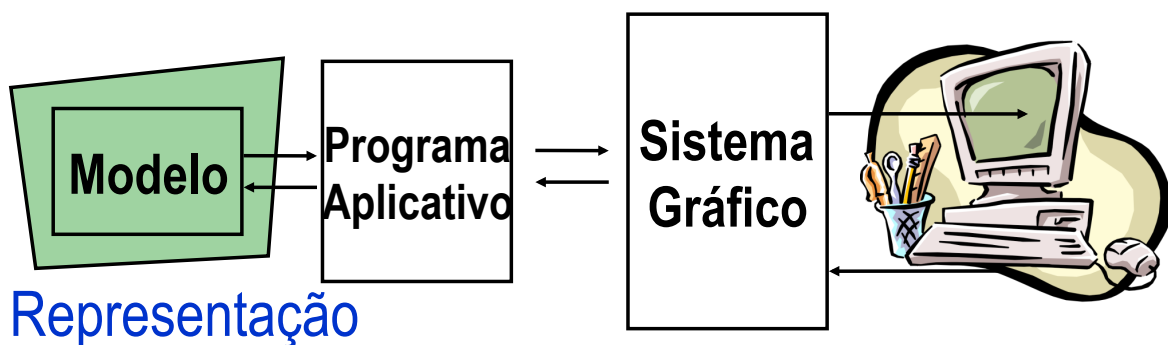 Modelo
Programa
Aplicativo
Sistema
Gráfico
Representação